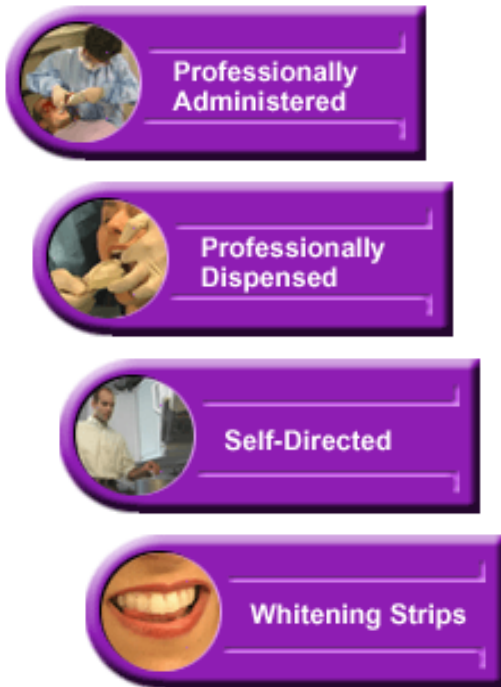 Professionally
Administered
Professionally
Dispensed
Self-Directed
Whitening Strips